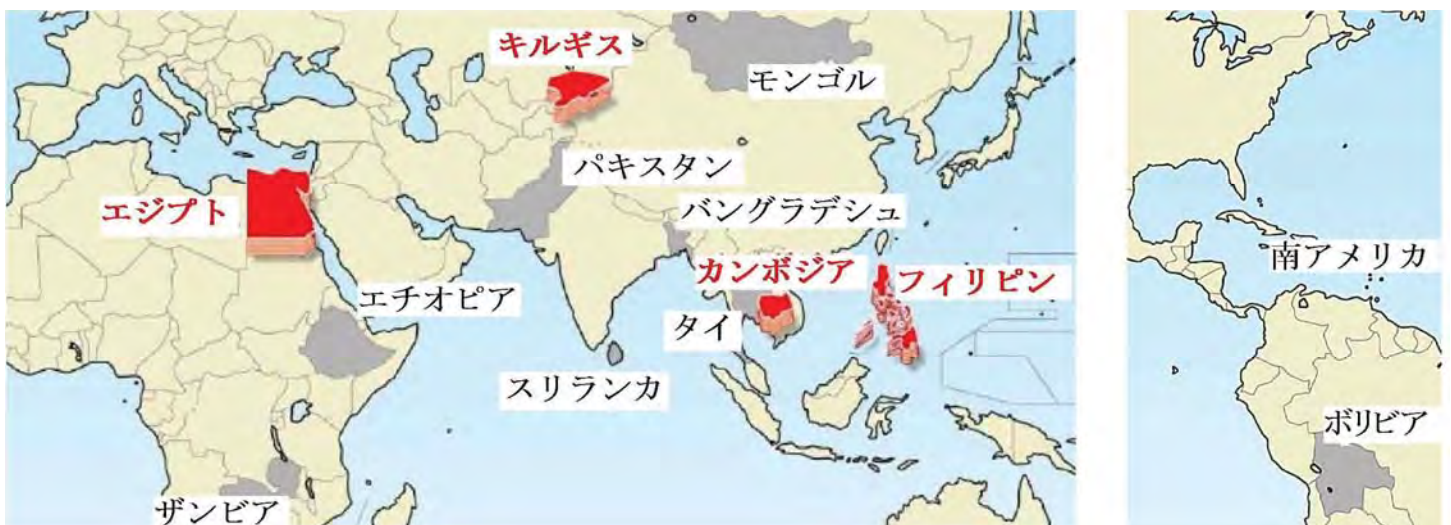 キルギス
モンゴル
パキスタン
エジプト
バングラデシュ
カンボジア
フィリピン
南アメリカ
エチオピア
タイ
スリランカ
ボリビア
ザンビア